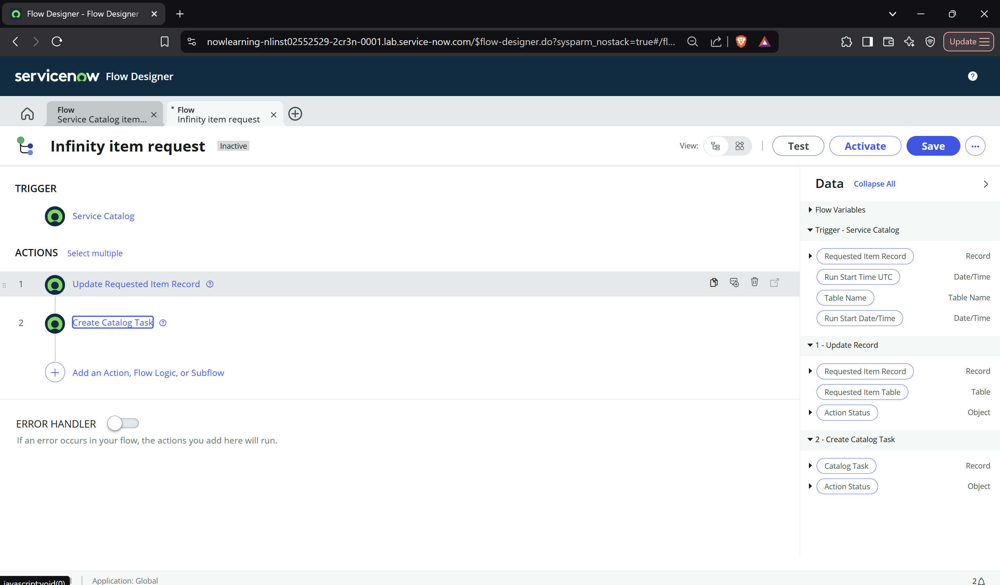 Flow Designer - Flow Designer
nowlearning-nlinst02552529-2cr3n-0001.lab.service-now.com/$flow-designer.do?sysparm_nostack=true#/fl...
Update
servicenow Flow Designer
Flow
Service Catalog item...
Flow
Infinity item request
Infinity item request
Inactive
View:
Test
Activate
Save
TRIGGER
Service Catalog
ACTIONS
Select multiple
1
Update Requested Item Record
2
Create Catalog Task
Add an Action, Flow Logic, or Subflow
ERROR HANDLER
If an error occurs in your flow, the actions you add here will run.
Data
Collapse All
Flow Variables
Trigger - Service Catalog
Requested Item Record Record
Run Start Time UTC Date/Time
Table Name Table Name
Run Start Date/Time Date/Time
1 - Update Record
Requested Item Record Record
Requested Item Table Table
Action Status Object
2 - Create Catalog Task
Catalog Task Record
Action Status Object
javascript:void(0)
Application: Global
2